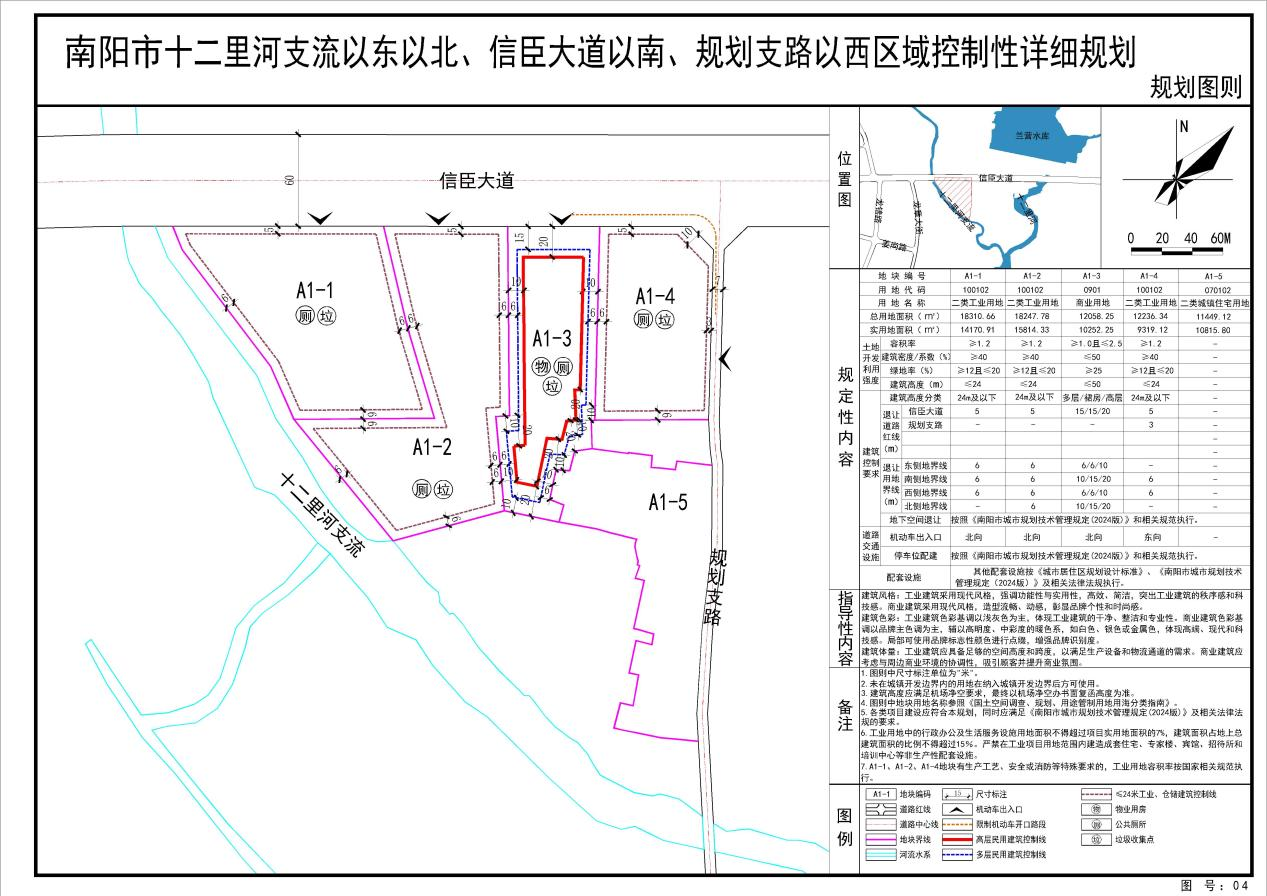 南阳市十二里河支流以东以北、信臣大道以南、规划支路以西区域控制性详细规划
规划图则
60
信臣大道
A1-1
厕 垃
A1-2
厕 垃
A1-3
物 厕
垃
A1-4
厕 垃
A1-5
十二里河支流
规划支路
位置图
兰营水库
信臣大道
龙德路
龙章大街
姜尚路
十二里河支流
十二里河
N
0 20 40 60M
规定性内容
地块编号 A1-1 A1-2 A1-3 A1-4 A1-5
用地代码 100102 100102 0901 100102 070102
用地名称 二类工业用地 二类工业用地 商业用地 二类工业用地 二类城镇住宅用地
总用地面积（㎡） 18310.66 18247.78 12058.25 12236.34 11449.12
实用地面积（㎡） 14170.91 15814.33 10252.25 9319.12 10815.80
土地开发利用强度
容积率 ≥1.2 ≥1.2 ≥1.0且≤2.5 ≥1.2 -
建筑密度/系数（%） ≥40 ≥40 ≤50 ≥40 -
绿地率（%） ≥12且≤20 ≥12且≤20 ≥25 ≥12且≤20 -
建筑高度（m） ≤24 ≤24 ≤50 ≤24 -
建筑控制要求
建筑高度分类 24m及以下 24m及以下 多层/裙房/高层 24m及以下 -
退让道路红线（m）
信臣大道 5 5 15/15/20 5 -
规划支路 - - - 3 -
-
-
退让用地界线（m）
东侧地界线 6 6 6/6/10 - -
南侧地界线 6 6 10/15/20 6 -
西侧地界线 6 6 6/6/10 6 -
北侧地界线 - 6 10/15/20 - -
地下空间退让 按照《南阳市城市规划技术管理规定(2024版)》和相关规范执行。
道路交通设施
机动车出入口 北向 北向 北向 东向 -
停车位配建 按照《南阳市城市规划技术管理规定(2024版)》和相关规范执行。
配套设施 其他配套设施按《城市居住区规划设计标准》、《南阳市城市规划技术
管理规定（2024版）》及相关法律法规执行。
指导性内容
建筑风格：工业建筑采用现代风格，强调功能性与实用性，高效、简洁，突出工业建筑的秩序感和科
技感。商业建筑采用现代风格，造型流畅、动感，彰显品牌个性和时尚感。
建筑色彩：工业建筑色彩基调以浅灰色为主，体现工业建筑的干净、整洁和专业性。商业建筑色彩基
调以品牌主色调为主，辅以高明度、中彩度的暖色系，如白色、银色或金属色，体现高端、现代和科
技感。局部可使用品牌标志性颜色进行点缀，增强品牌识别度。
建筑体量：工业建筑应具备足够的空间高度和跨度，以满足生产设备和物流通道的需求。商业建筑应
考虑与周边商业环境的协调性，吸引顾客并提升商业氛围。
备注
1.图则中尺寸标注单位为"米"。
2.未在城镇开发边界内的用地在纳入城镇开发边界后方可使用。
3.建筑高度应满足机场净空要求，最终以机场净空办书面复函高度为准。
4.图则中地块用地名称参照《国土空间调查、规划、用途管制用地用海分类指南》。
5.各类项目建设应符合本规划，同时应满足《南阳市城市规划技术管理规定(2024版)》及相关法律法
规的要求。
6.工业用地中的行政办公及生活服务设施用地面积不得超过项目实用地面积的7%，建筑面积占地上总
建筑面积的比例不得超过15%。严禁在工业项目用地范围内建造成套住宅、专家楼、宾馆、招待所和
培训中心等非生产性配套设施。
7.A1-1、A1-2、A1-4地块有生产工艺、安全或消防等特殊要求的，工业用地容积率按国家相关规范执
行。
图例
A1-1 地块编码 15 尺寸标注 ≤24米工业、仓储建筑控制线
道路红线 机动车出入口 物 物业用房
道路中心线 限制机动车开口路段 厕 公共厕所
地块界线 高层民用建筑控制线 垃 垃圾收集点
河流水系 多层民用建筑控制线
图 号：04